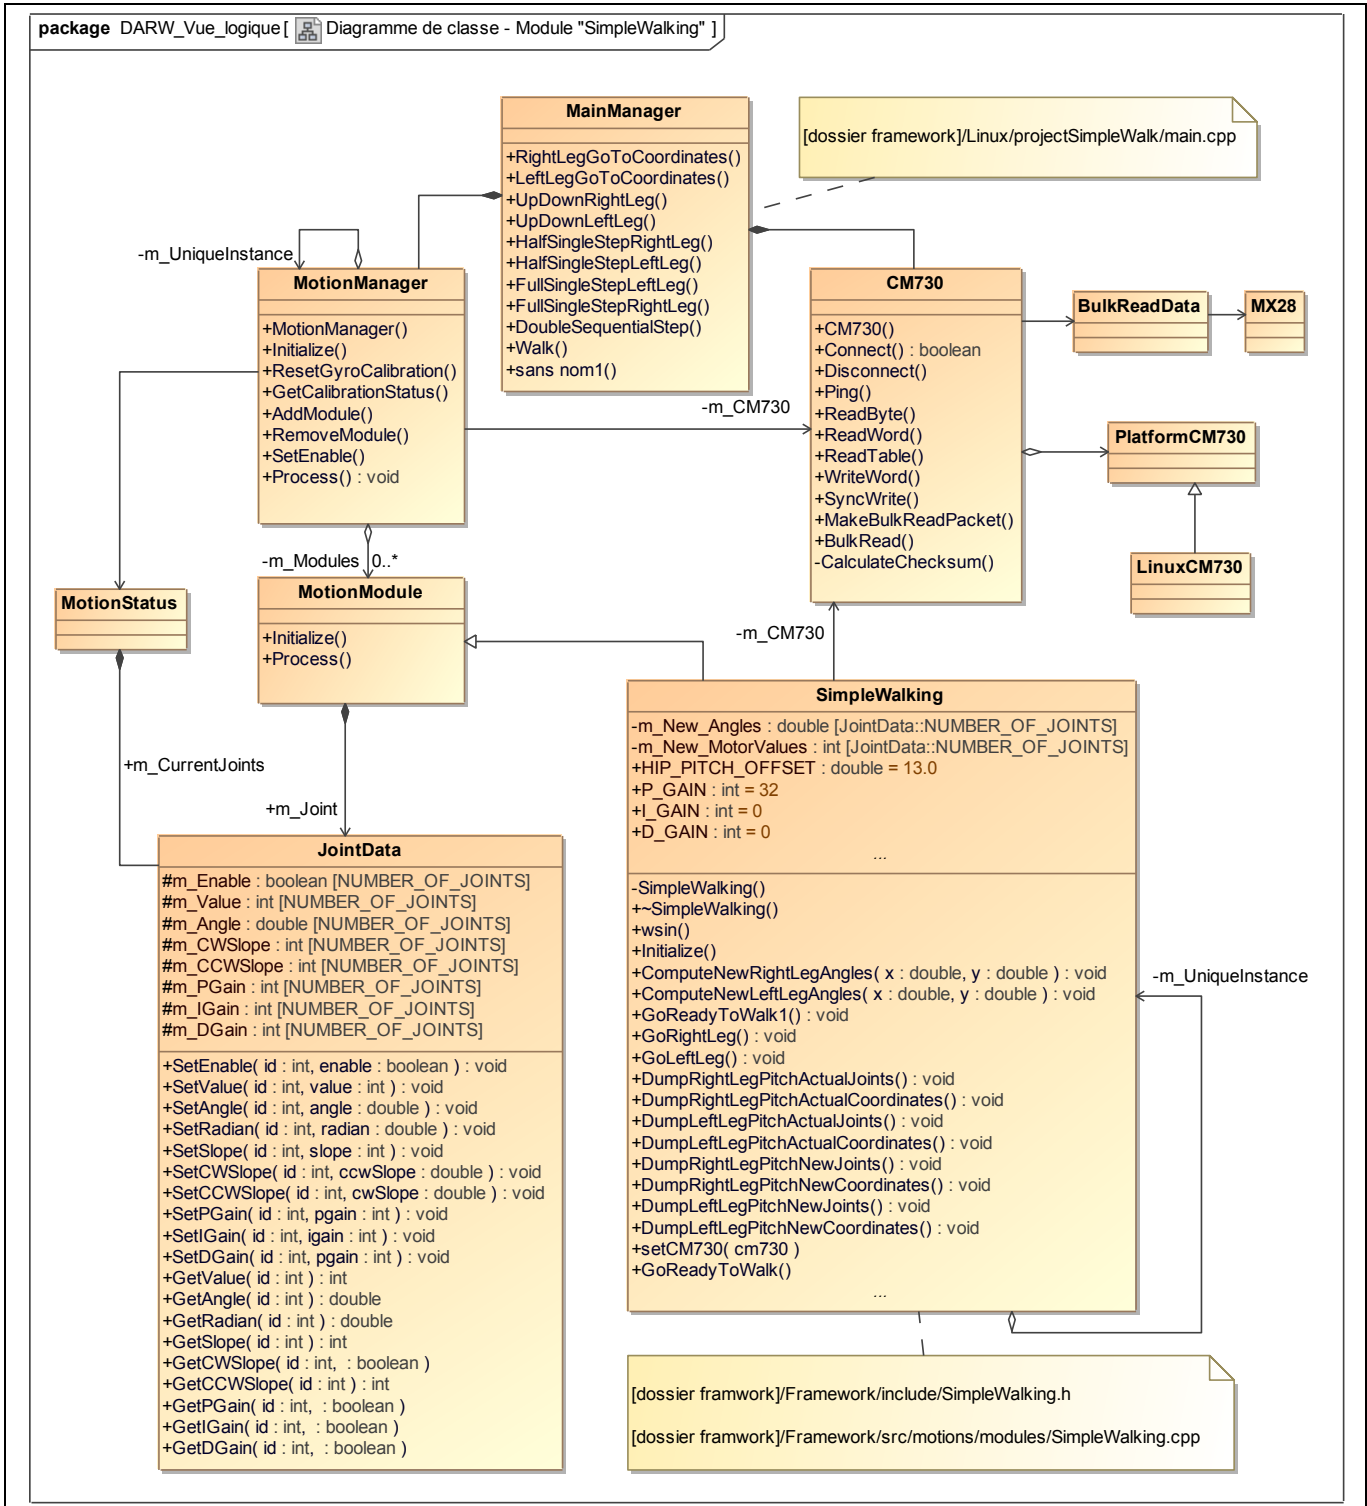 package DARW_Vue_logique [ Diagramme de classe - Module "SimpleWalking" ]
MainManager
+RightLegGoToCoordinates()
+LeftLegGoToCoordinates()
+UpDownRightLeg()
+UpDownLeftLeg()
+HalfSingleStepRightLeg()
+HalfSingleStepLeftLeg()
+FullSingleStepLeftLeg()
+FullSingleStepRightLeg()
+DoubleSequentialStep()
+Walk()
+sans nom1()
[dossier framework]/Linux/projectSimpleWalk/main.cpp
-m_UniqueInstance
MotionManager
+MotionManager()
+Initialize()
+ResetGyroCalibration()
+GetCalibrationStatus()
+AddModule()
+RemoveModule()
+SetEnable()
+Process() : void
-m_CM730
CM730
+CM730()
+Connect() : boolean
+Disconnect()
+Ping()
+ReadByte()
+ReadWord()
+ReadTable()
+WriteWord()
+SyncWrite()
+MakeBulkReadPacket()
+BulkRead()
-CalculateChecksum()
BulkReadData
MX28
PlatformCM730
LinuxCM730
-m_Modules 0..*
MotionStatus
MotionModule
+Initialize()
+Process()
-m_CM730
+m_CurrentJoints
+m_Joint
SimpleWalking
-m_New_Angles : double [JointData::NUMBER_OF_JOINTS]
-m_New_MotorValues : int [JointData::NUMBER_OF_JOINTS]
+HIP_PITCH_OFFSET : double = 13.0
+P_GAIN : int = 32
+I_GAIN : int = 0
+D_GAIN : int = 0
...
-SimpleWalking()
+~SimpleWalking()
+wsin()
+Initialize()
+ComputeNewRightLegAngles( x : double, y : double ) : void
+ComputeNewLeftLegAngles( x : double, y : double ) : void
+GoReadyToWalk1() : void
+GoRightLeg() : void
+GoLeftLeg() : void
+DumpRightLegPitchActualJoints() : void
+DumpRightLegPitchActualCoordinates() : void
+DumpLeftLegPitchActualJoints() : void
+DumpLeftLegPitchActualCoordinates() : void
+DumpRightLegPitchNewJoints() : void
+DumpRightLegPitchNewCoordinates() : void
+DumpLeftLegPitchNewJoints() : void
+DumpLeftLegPitchNewCoordinates() : void
+setCM730( cm730 )
+GoReadyToWalk()
...
-m_UniqueInstance
JointData
#m_Enable : boolean [NUMBER_OF_JOINTS]
#m_Value : int [NUMBER_OF_JOINTS]
#m_Angle : double [NUMBER_OF_JOINTS]
#m_CWSlope : int [NUMBER_OF_JOINTS]
#m_CCWSlope : int [NUMBER_OF_JOINTS]
#m_PGain : int [NUMBER_OF_JOINTS]
#m_IGain : int [NUMBER_OF_JOINTS]
#m_DGain : int [NUMBER_OF_JOINTS]
+SetEnable( id : int, enable : boolean ) : void
+SetValue( id : int, value : int ) : void
+SetAngle( id : int, angle : double ) : void
+SetRadian( id : int, radian : double ) : void
+SetSlope( id : int, slope : int ) : void
+SetCWSlope( id : int, ccwSlope : double ) : void
+SetCCWSlope( id : int, cwSlope : double ) : void
+SetPGain( id : int, pgain : int ) : void
+SetIGain( id : int, igain : int ) : void
+SetDGain( id : int, pgain : int ) : void
+GetValue( id : int ) : int
+GetAngle( id : int ) : double
+GetRadian( id : int ) : double
+GetSlope( id : int ) : int
+GetCWSlope( id : int, : boolean )
+GetCCWSlope( id : int ) : int
+GetPGain( id : int, : boolean )
+GetIGain( id : int, : boolean )
+GetDGain( id : int, : boolean )
[dossier framwork]/Framework/include/SimpleWalking.h
[dossier framwork]/Framework/src/motions/modules/SimpleWalking.cpp